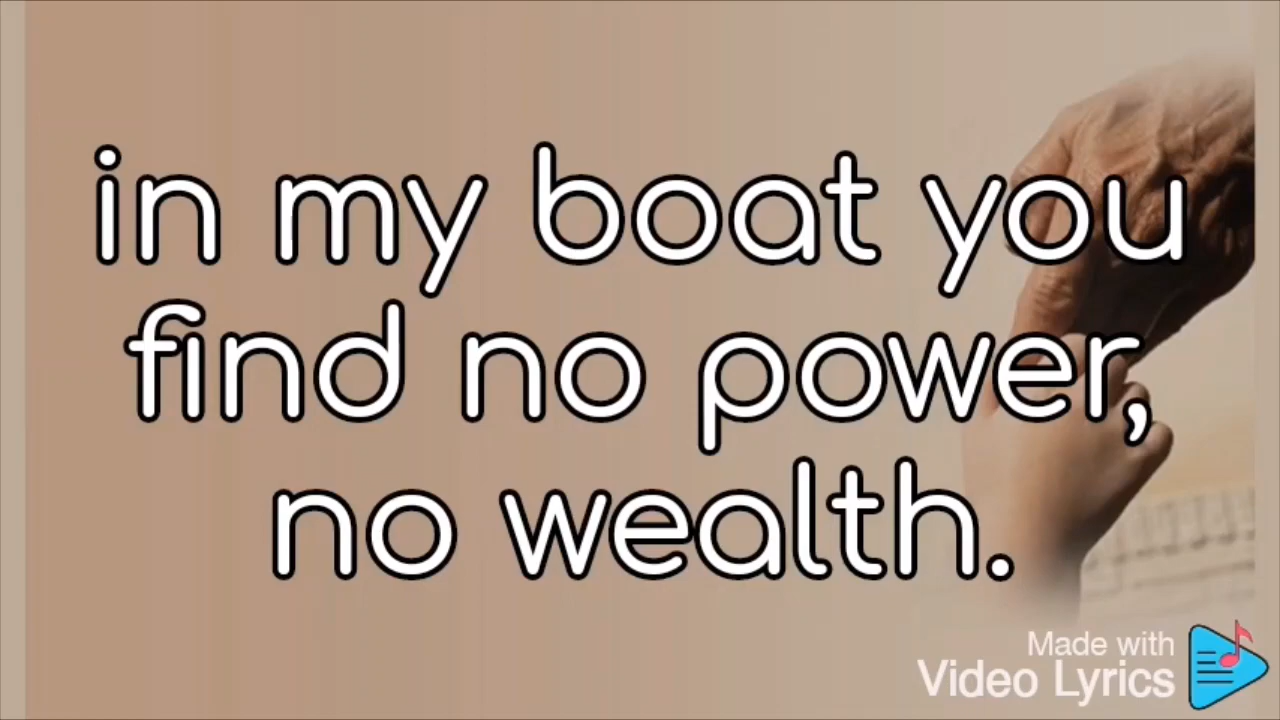 in my boat you
find no power,
no wealth.
Made with
Video Lyrics